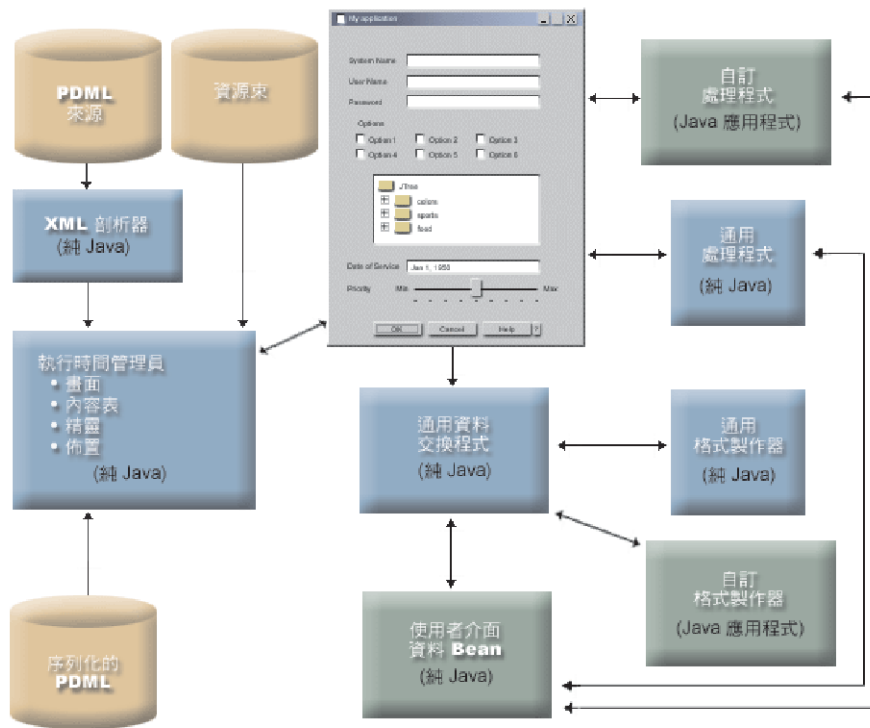 PDML
來源
資源束
XML 剖析器
(純 Java)
執行時間管理員
• 畫面
• 內容表
• 精靈
• 佈置
(純 Java)
序列化的
PDML
My application
System Name
User Name
Password
Options
Option 1
Option 2
Option 3
Option 4
Option 5
Option 6
JTree
colors
sports
food
Date of Service
Jan 1, 1999
Priority
Min
Max
OK
Cancel
Help
?
自訂
處理程式
(Java 應用程式)
通用
處理程式
(純 Java)
通用資料
交換程式
(純 Java)
通用
格式製作器
(純 Java)
自訂
格式製作器
(Java 應用程式)
使用者介面
資料 Bean
(純 Java)